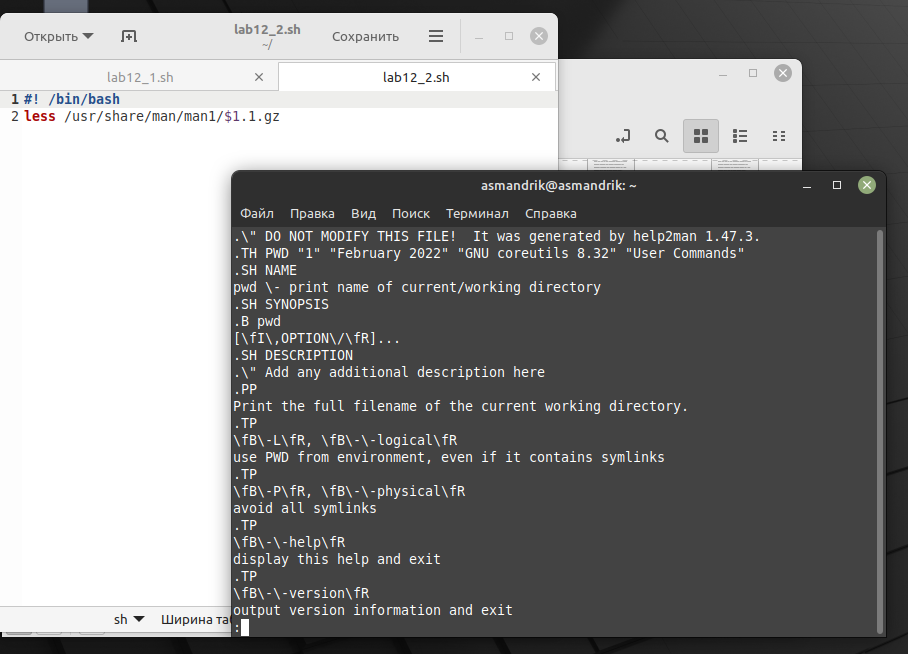 Открыть
lab12_2.sh
~/
Сохранить
lab12_1.sh
lab12_2.sh
1 #! /bin/bash
2 less /usr/share/man/man1/$1.1.gz
asmandrik@asmandrik: ~
Файл Правка Вид Поиск Терминал Справка
.\" DO NOT MODIFY THIS FILE!  It was generated by help2man 1.47.3.
.TH PWD "1" "February 2022" "GNU coreutils 8.32" "User Commands"
.SH NAME
pwd \- print name of current/working directory
.SH SYNOPSIS
.B pwd
[\fI\,OPTION\/\fR]...
.SH DESCRIPTION
.\" Add any additional description here
.PP
Print the full filename of the current working directory.
.TP
\fB\-L\fR, \fB\-\-logical\fR
use PWD from environment, even if it contains symlinks
.TP
\fB\-P\fR, \fB\-\-physical\fR
avoid all symlinks
.TP
\fB\-\-help\fR
display this help and exit
.TP
\fB\-\-version\fR
output version information and exit
:
sh Ширина